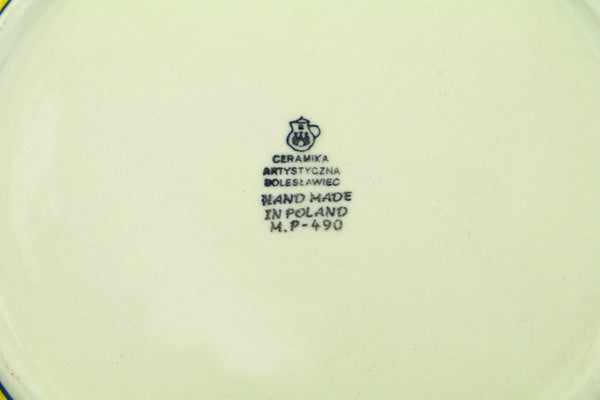 CERAMIKA
ARTYSTYCZNA
BOLESŁAWIEC
HAND MADE
IN POLAND
M.P-490